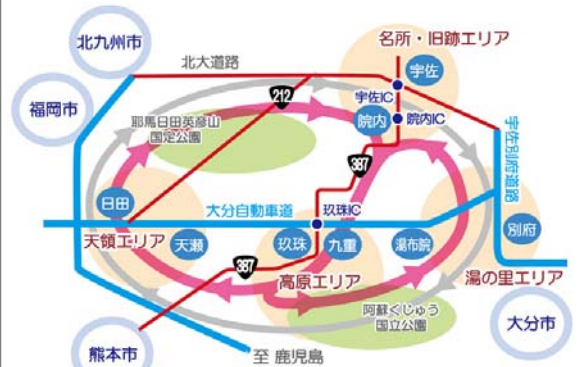 北九州市
名所・旧跡エリア
北大道路
宇佐
福岡市
212
宇佐IC
耶馬日田英彦山
国定公園
院内
院内IC
宇佐別府道路
387
日田
大分自動車道
玖珠IC
天領エリア
天瀬
玖珠
九重
湯布院
別府
387
高原エリア
湯の里エリア
阿蘇くじゅう
国立公園
大分市
熊本市
至 鹿児島